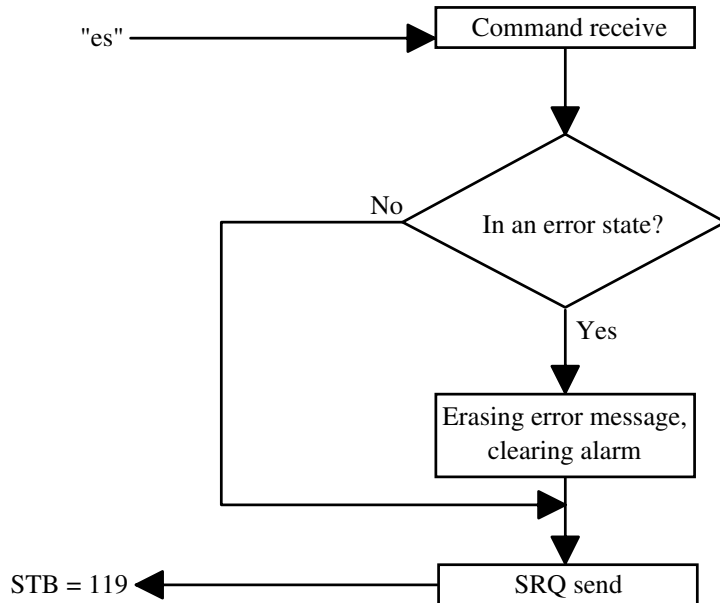 "es"
Command receive
No
In an error state?
Yes
Erasing error message,
clearing alarm
STB = 119
SRQ send